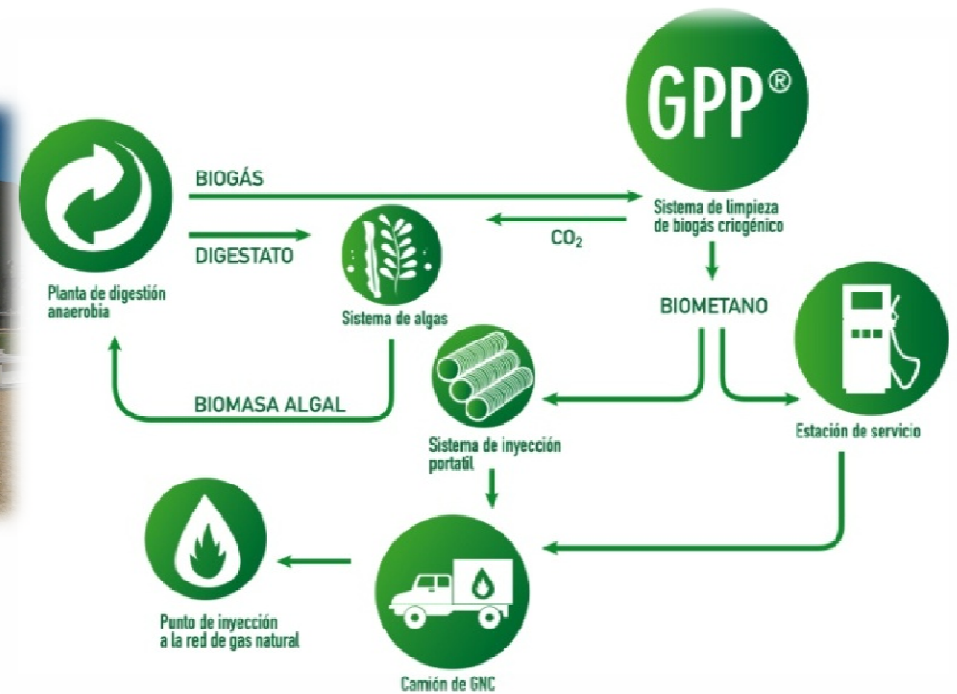 GPP®
BIOGÁS
Sistema de limpieza
de biogás criogénico
CO₂
DIGESTATO
Planta de digestión
anaerobia
Sistema de algas
BIOMETANO
BIOMASA ALGAL
Sistema de inyección
portatil
Estación de servicio
Punto de inyección
a la red de gas natural
Camión de GNC